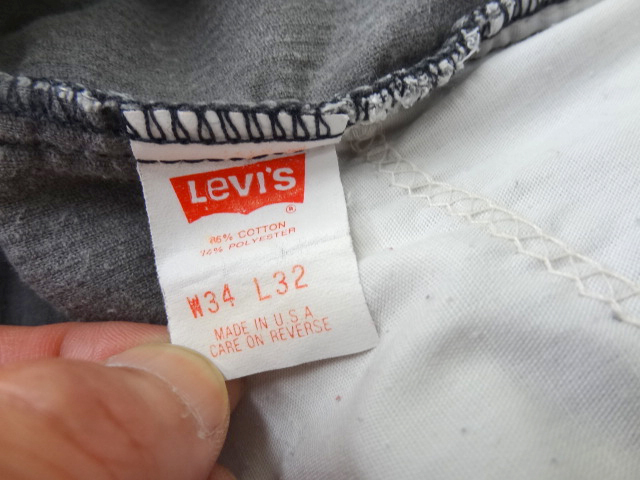 LEVI'S
®
86% COTTON
14% POLYESTER
W34 L32
MADE IN U.S.A
CARE ON REVERSE